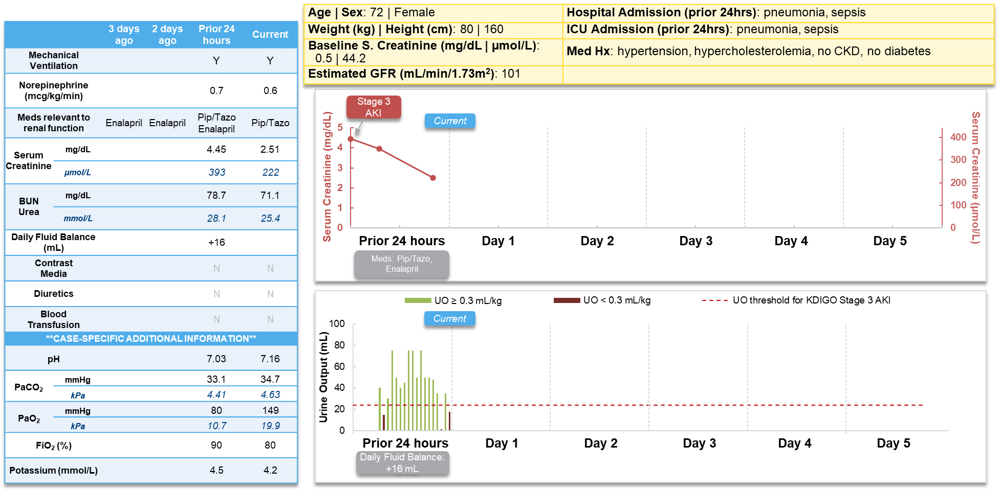 Age | Sex: 72 | Female
Hospital Admission (prior 24hrs): pneumonia, sepsis
Weight (kg) | Height (cm): 80 | 160
ICU Admission (prior 24hrs): pneumonia, sepsis
Baseline S. Creatinine (mg/dL | µmol/L):
0.5 | 44.2
Med Hx: hypertension, hypercholesterolemia, no CKD, no diabetes
Estimated GFR (mL/min/1.73m²): 101
3 days ago 2 days ago Prior 24 hours Current
Mechanical Ventilation Y Y
Norepinephrine (mcg/kg/min) 0.7 0.6
Meds relevant to renal function Enalapril Enalapril Pip/Tazo Enalapril Pip/Tazo
Serum Creatinine
mg/dL 4.45 2.51
µmol/L 393 222
BUN Urea
mg/dL 78.7 71.1
mmol/L 28.1 25.4
Daily Fluid Balance (mL) +16
Contrast Media N N
Diuretics N N
Blood Transfusion N N
**CASE-SPECIFIC ADDITIONAL INFORMATION**
pH 7.03 7.16
PaCO₂
mmHg 33.1 34.7
kPa 4.41 4.63
PaO₂
mmHg 80 149
kPa 10.7 19.9
FiO₂ (%) 90 80
Potassium (mmol/L) 4.5 4.2
Stage 3
AKI
Current
Serum Creatinine (mg/dL)
5
4
3
2
1
0
Serum Creatinine (µmol/L)
400
300
200
100
0
Prior 24 hours Day 1 Day 2 Day 3 Day 4 Day 5
Meds: Pip/Tazo,
Enalapril
UO ≥ 0.3 mL/kg UO < 0.3 mL/kg UO threshold for KDIGO Stage 3 AKI
Current
Urine Output (mL)
100
80
60
40
20
0
Prior 24 hours Day 1 Day 2 Day 3 Day 4 Day 5
Daily Fluid Balance:
+16 mL